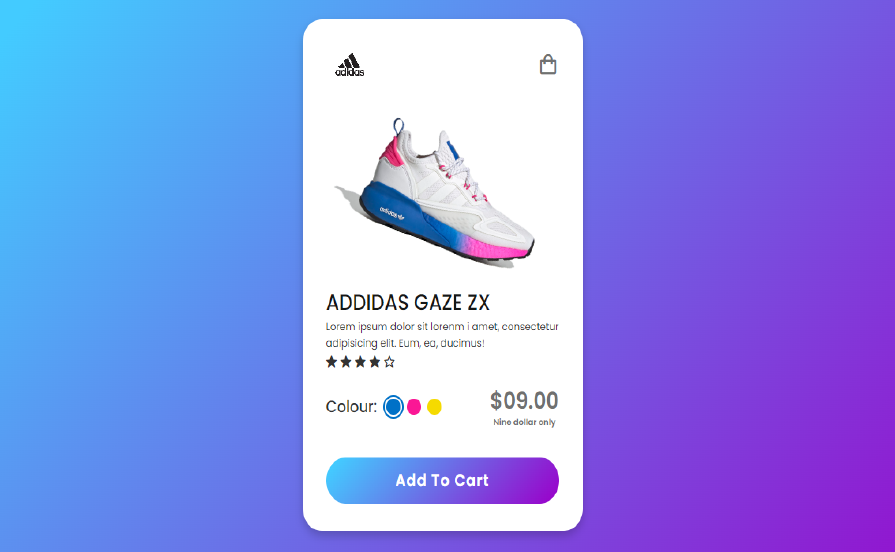 adidas
adidas
ADDIDAS GAZE ZX
Lorem ipsum dolor sit lorenm i amet, consectetur
adipisicing elit. Eum, ea, ducimus!
Colour:
$09.00
Nine dollar only
Add To Cart